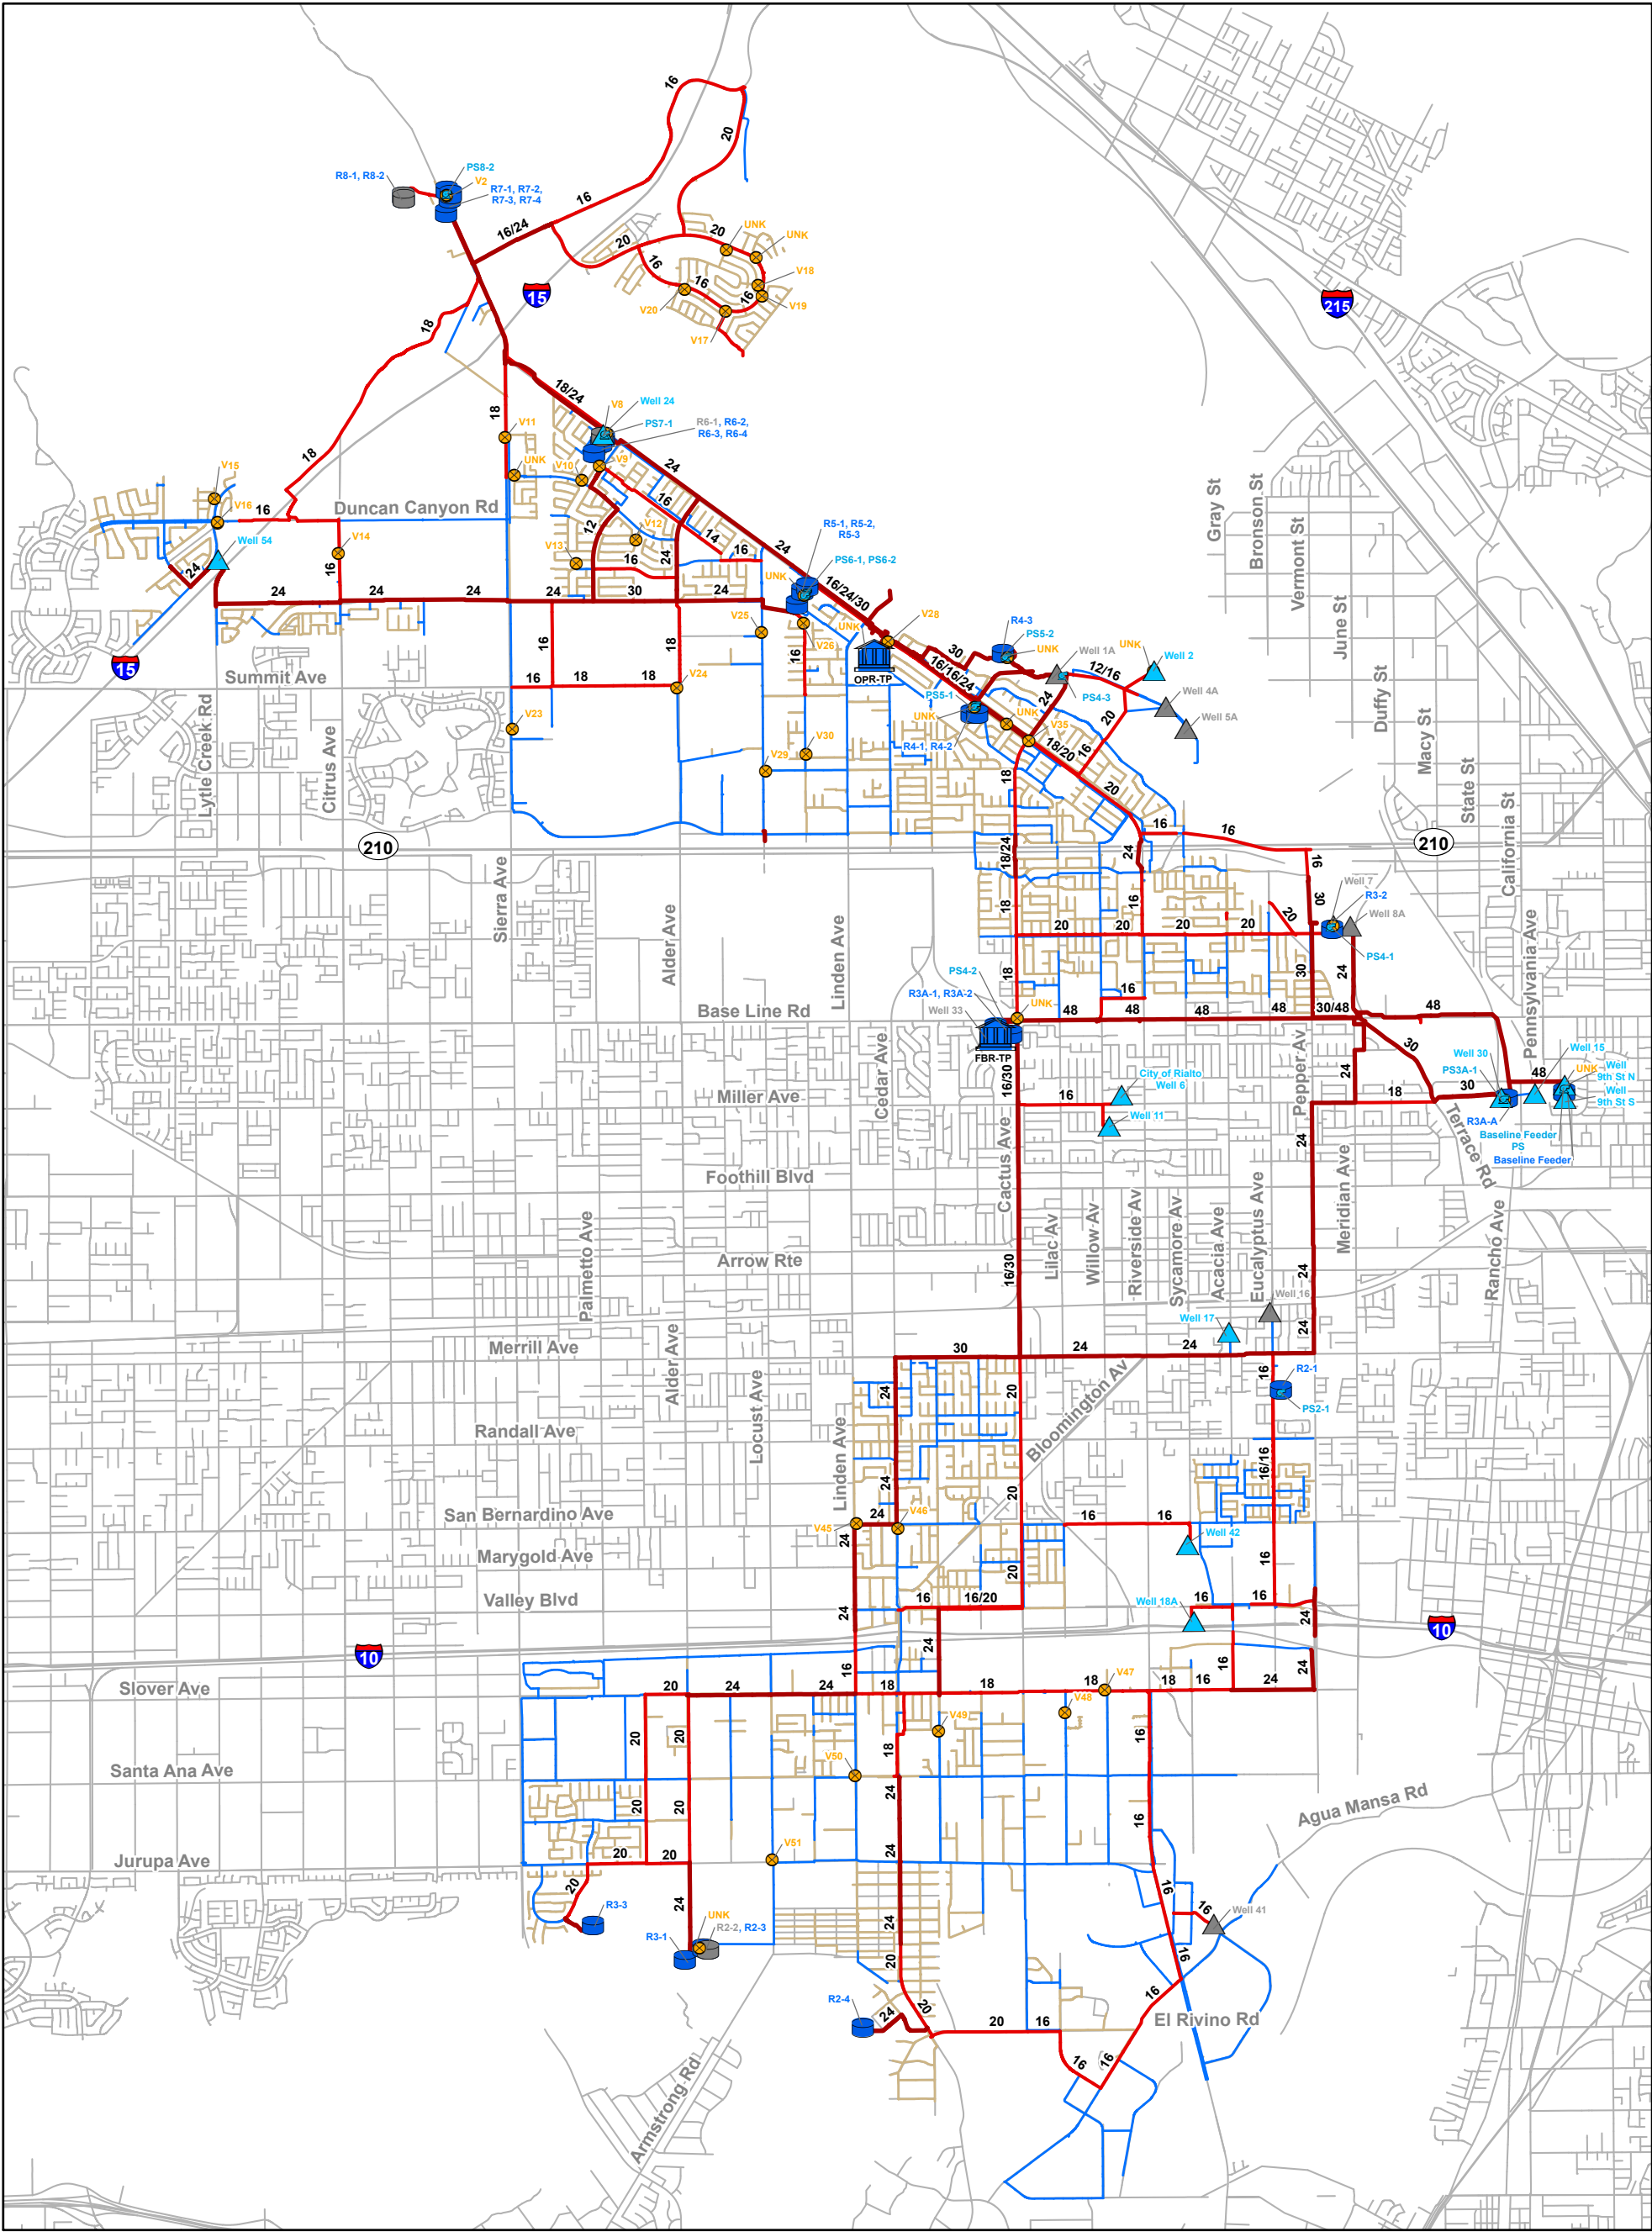 16
20
PS8-2
V2
R8-1, R8-2
R7-1, R7-2,
R7-3, R7-4
16
16/24
20
20
UNK
UNK
16
16
16
V18
V19
V20
V17
15
215
18
18/24
18
V8
Well 24
PS7-1
R6-1, R6-2,
R6-3, R6-4
V11
UNK
V10
V9
24
18
V15
V16
16
Duncan Canyon Rd
16
12
V12
14
16
24
V13
16
24
Well 54
24
V14
16
R5-1, R5-2,
R5-3
PS6-1, PS6-2
UNK
16/24/30
24
24
24
24
30
24
V25
UNK
V26
V28
OPR-TP
16
18
16
30
16/16/24
R4-3
PS5-2
UNK
Well 1A
12/16
UNK
Well 2
PS4-3
Well 4A
Well 5A
24
20
PS5-1
UNK
UNK
V35
R4-1, R4-2
18/20
16
20
15
Summit Ave
16
18
18
V24
V23
V30
V29
18
Lytle Creek Rd
Citrus Ave
Gray St
Bronson St
Vermont St
June St
Duffy St
Macy St
State St
California St
210
210
18/24
24
16
16
16
30
Well 7
R3-2
Well 8A
PS4-1
18
16
20
20
20
20
20
Sierra Ave
Alder Ave
Linden Ave
Pennsylvania Ave
PS4-2
18
16
30
24
R3A-1, R3A-2
Well 33
UNK
FBR-TP
Base Line Rd
48
48
48
48
30/48
48
30
Well 30
PS3A-1
Well 15
48
UNK
Well
9th St N
Well
9th St S
30
18
24
R3A-A
Baseline Feeder
PS
Baseline Feeder
Cedar Ave
16/30
City of Rialto
Well 6
16
Well 11
Miller Ave
Pepper Av
24
Terrace Rd
Foothill Blvd
Cactus Ave
Arrow Rte
16/30
Lilac Av
Willow Av
Riverside Av
Sycamore Av
Acacia Ave
Eucalyptus Ave
Meridian Ave
Rancho Ave
24
Palmetto Ave
Well 16
Well 17
24
Merrill Ave
30
24
24
Alder Ave
Locust Ave
Linden Ave
24
20
Bloomington Av
16
R2-1
PS2-1
Randall Ave
24
20
16/16
San Bernardino Ave
V45
24
V46
16
16
Well 42
Marygold Ave
24
20
16
Valley Blvd
24
16
16/20
Well 18A
16
16
24
10
10
24
16
16
24
Slover Ave
20
24
24
18
18
18
V47
18
16
24
V48
20
20
V49
18
16
Santa Ana Ave
V50
24
20
20
16
Agua Mansa Rd
Jurupa Ave
V51
24
20
20
20
24
R3-3
UNK
R2-2, R2-3
R3-1
24
20
16
16
Well 41
16
R2-4
24
20
20
16
16
El Rivino Rd
16
16
Armstrong Rd